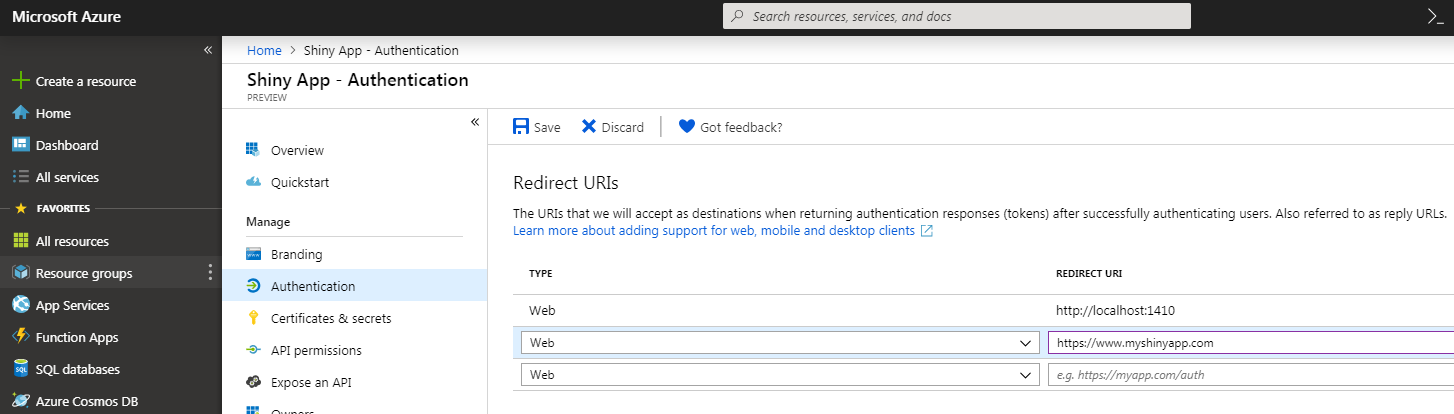 Microsoft Azure
Search resources, services, and docs
Create a resource
Home
Dashboard
All services
FAVORITES
All resources
Resource groups
App Services
Function Apps
SQL databases
Azure Cosmos DB
Home > Shiny App - Authentication
Shiny App - Authentication
PREVIEW
Overview
Quickstart
Manage
Branding
Authentication
Certificates & secrets
API permissions
Expose an API
Owners
Save Discard Got feedback?
Redirect URIs
The URIs that we will accept as destinations when returning authentication responses (tokens) after successfully authenticating users. Also referred to as reply URLs.
Learn more about adding support for web, mobile and desktop clients
TYPE REDIRECT URI
Web http://localhost:1410
Web https://www.myshinyapp.com
Web e.g. https://myapp.com/auth